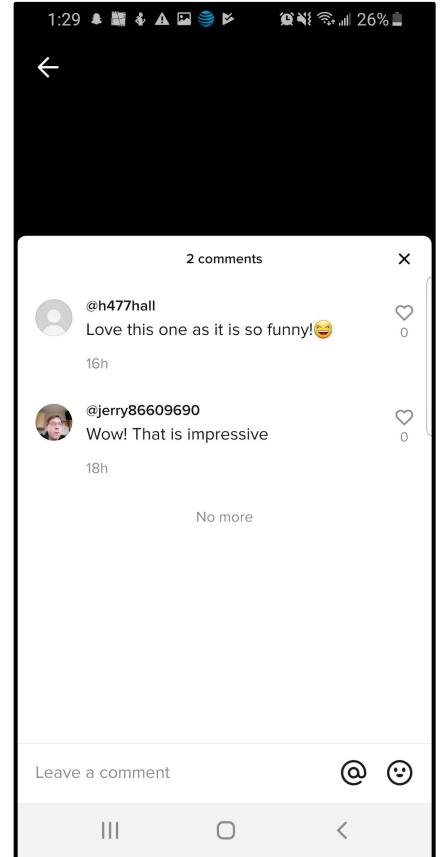 1:29 26%
2 comments
@h477hall
Love this one as it is so funny!😆
0
16h
@jerry86609690
Wow! That is impressive
0
18h
No more
Leave a comment